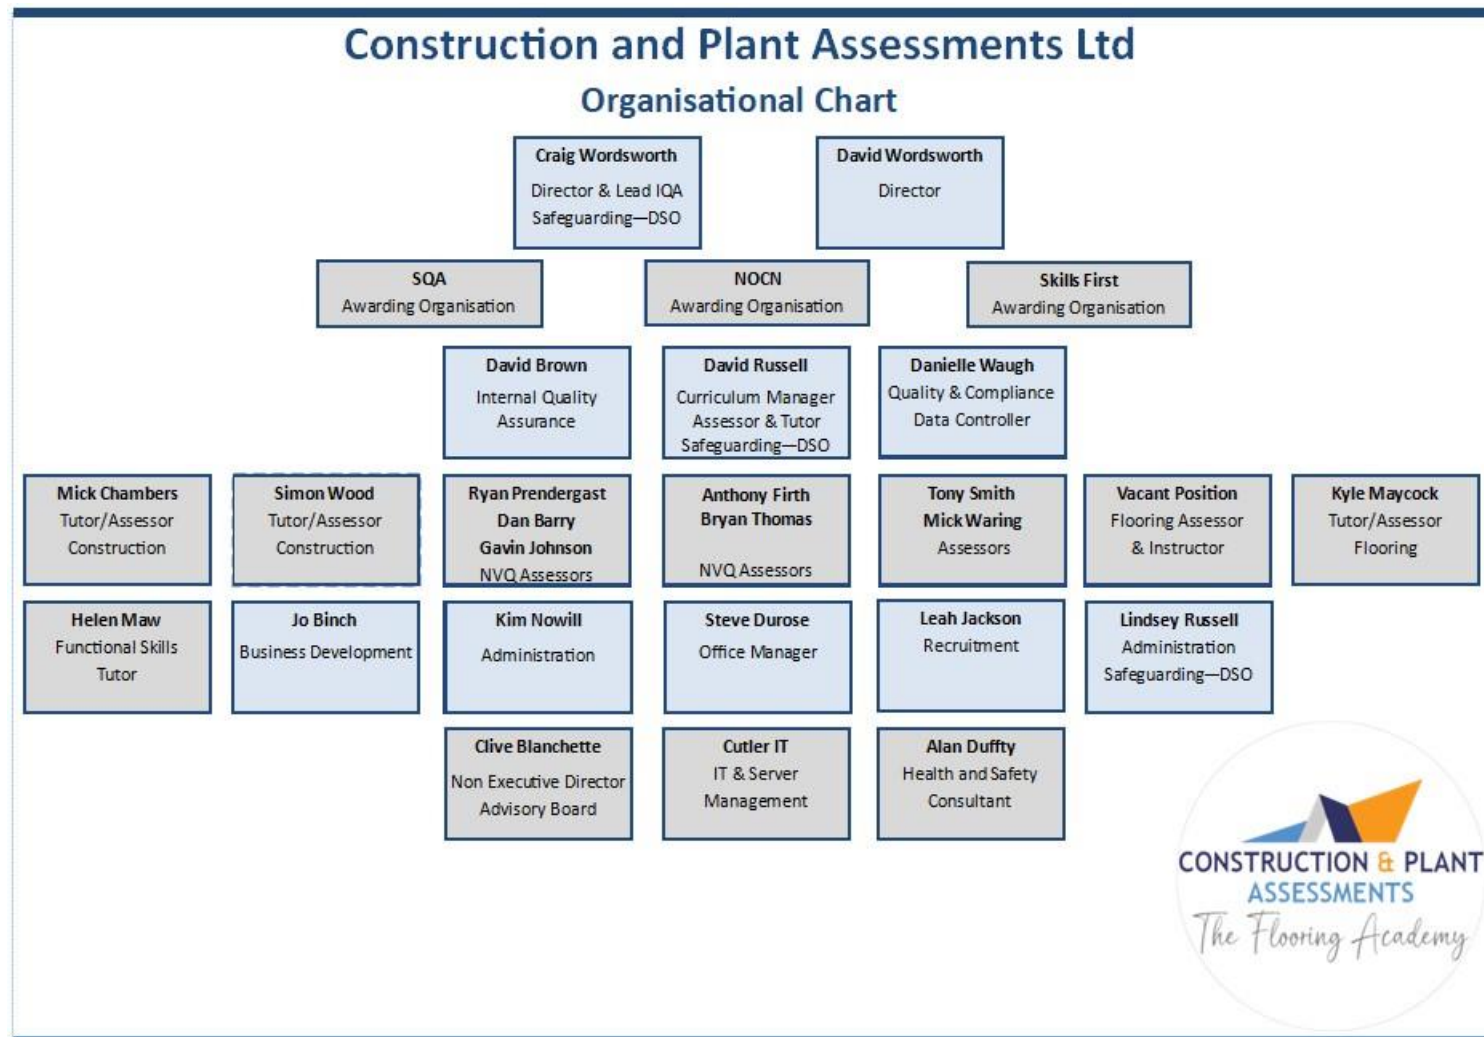 Construction and Plant Assessments Ltd
Organisational Chart
Craig Wordsworth
Director & Lead IQA
Safeguarding—DSO
David Wordsworth
Director
SQA
Awarding Organisation
NOCN
Awarding Organisation
Skills First
Awarding Organisation
David Brown
Internal Quality
Assurance
David Russell
Curriculum Manager
Assessor & Tutor
Safeguarding—DSO
Danielle Waugh
Quality & Compliance
Data Controller
Mick Chambers
Tutor/Assessor
Construction
Simon Wood
Tutor/Assessor
Construction
Ryan Prendergast
Dan Barry
Gavin Johnson
NVQ Assessors
Anthony Firth
Bryan Thomas
NVQ Assessors
Tony Smith
Mick Waring
Assessors
Vacant Position
Flooring Assessor
& Instructor
Kyle Maycock
Tutor/Assessor
Flooring
Helen Maw
Functional Skills
Tutor
Jo Binch
Business Development
Kim Nowill
Administration
Steve Durose
Office Manager
Leah Jackson
Recruitment
Lindsey Russell
Administration
Safeguarding—DSO
Clive Blanchette
Non Executive Director
Advisory Board
Cutler IT
IT & Server
Management
Alan Duffty
Health and Safety
Consultant
CONSTRUCTION & PLANT
ASSESSMENTS
The Flooring Academy